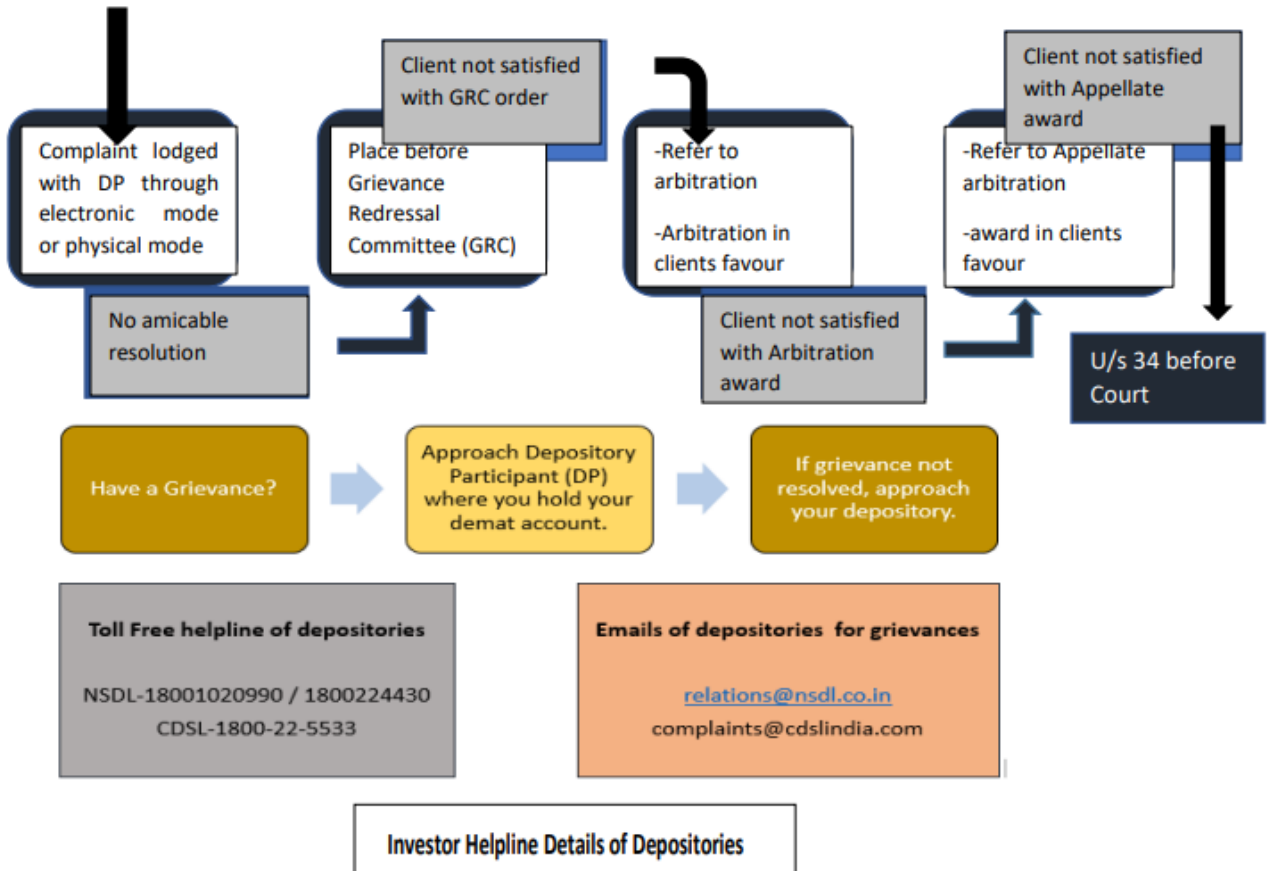 Complaint lodged
with DP through
electronic mode
or physical mode
No amicable
resolution
Client not satisfied
with GRC order
Place before
Grievance
Redressal
Committee (GRC)
-Refer to
arbitration
-Arbitration in
clients favour
Client not satisfied
with Arbitration
award
Client not satisfied
with Appellate
award
-Refer to Appellate
arbitration
-award in clients
favour
U/s 34 before
Court
Have a Grievance?
Approach Depository
Participant (DP)
where you hold your
demat account.
If grievance not
resolved, approach
your depository.
Toll Free helpline of depositories
NSDL-18001020990 / 1800224430
CDSL-1800-22-5533
Emails of depositories for grievances
relations@nsdl.co.in
complaints@cdslindia.com
Investor Helpline Details of Depositories